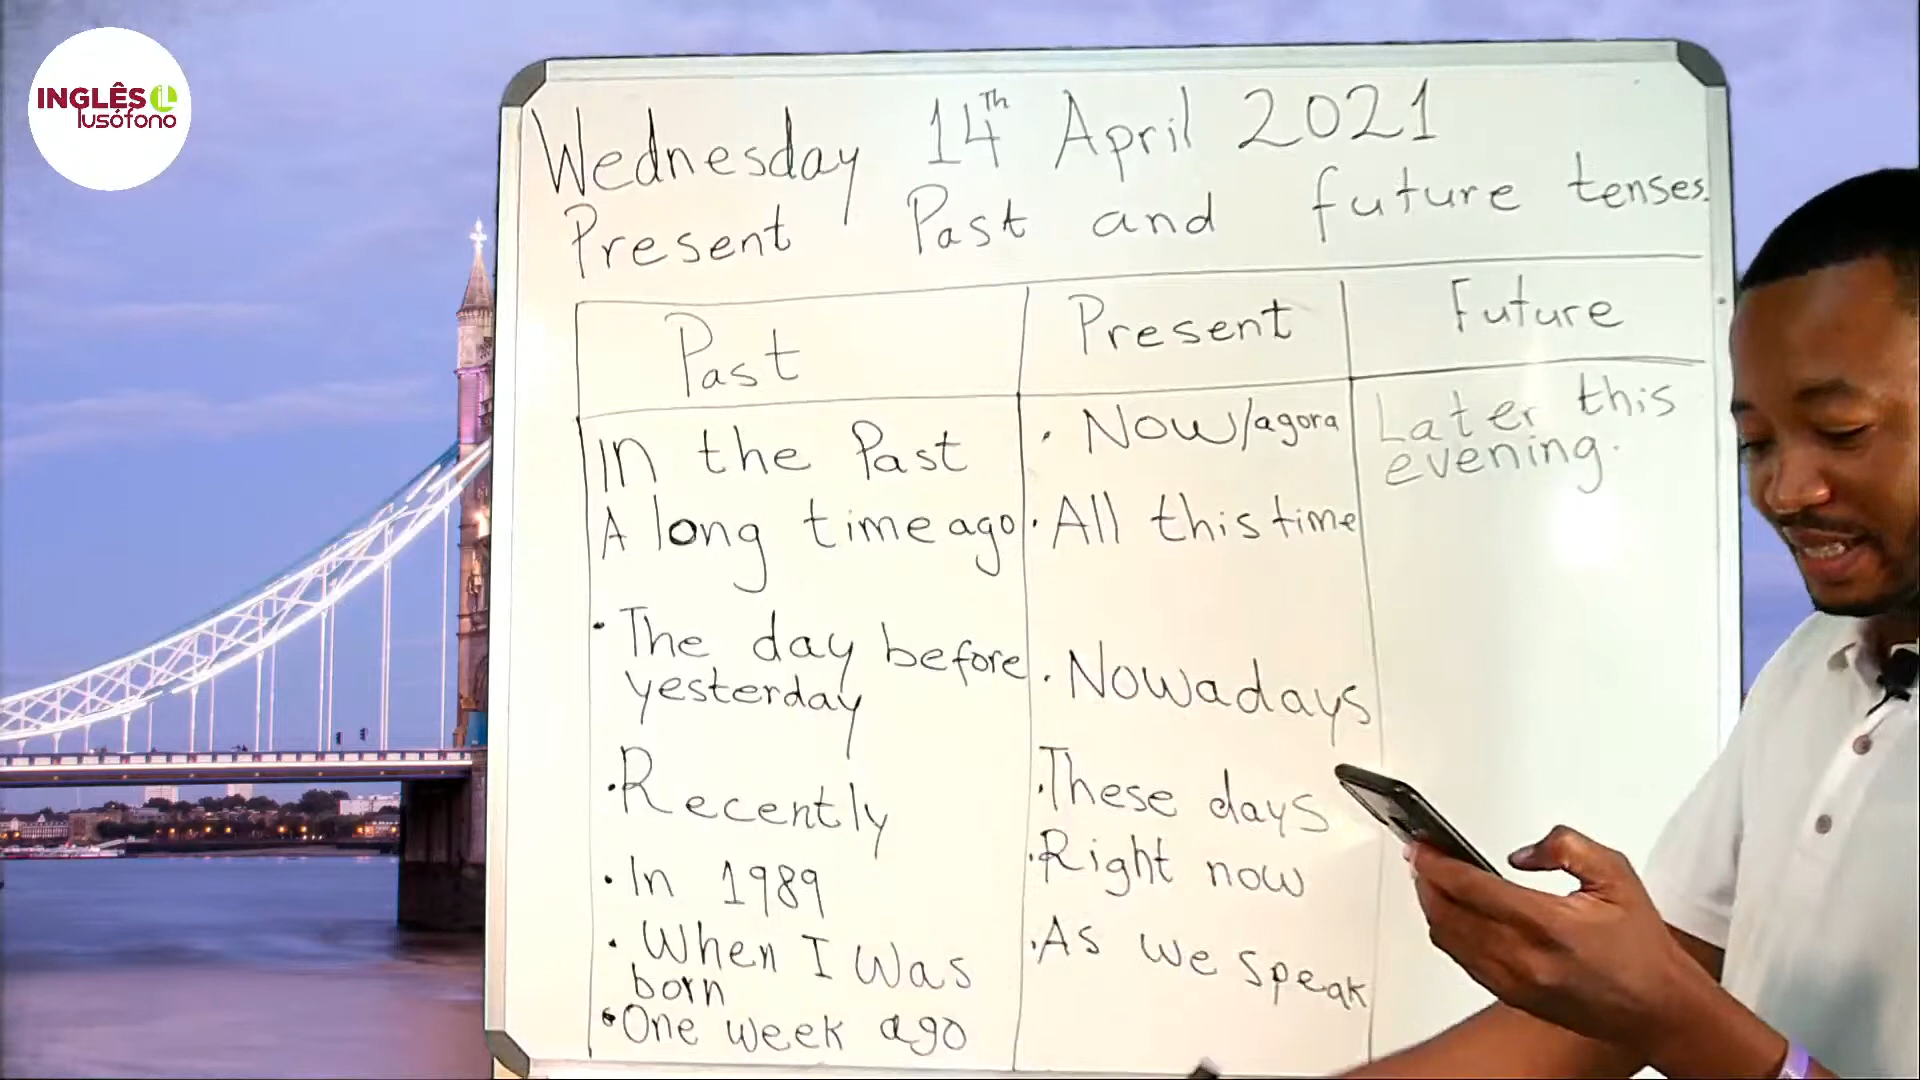 INGLÊS
lusófono
Wednesday 14Th April 2021
Present Past and future tenses.
Past
Present
Future
In the Past
A long time ago
• The day before
yesterday
• Recently
• In 1989
• When I Was
born
• One week ago
• Now/agora
• All this time
• Nowadays
• These days
• Right now
• As we speak
Later this
evening.